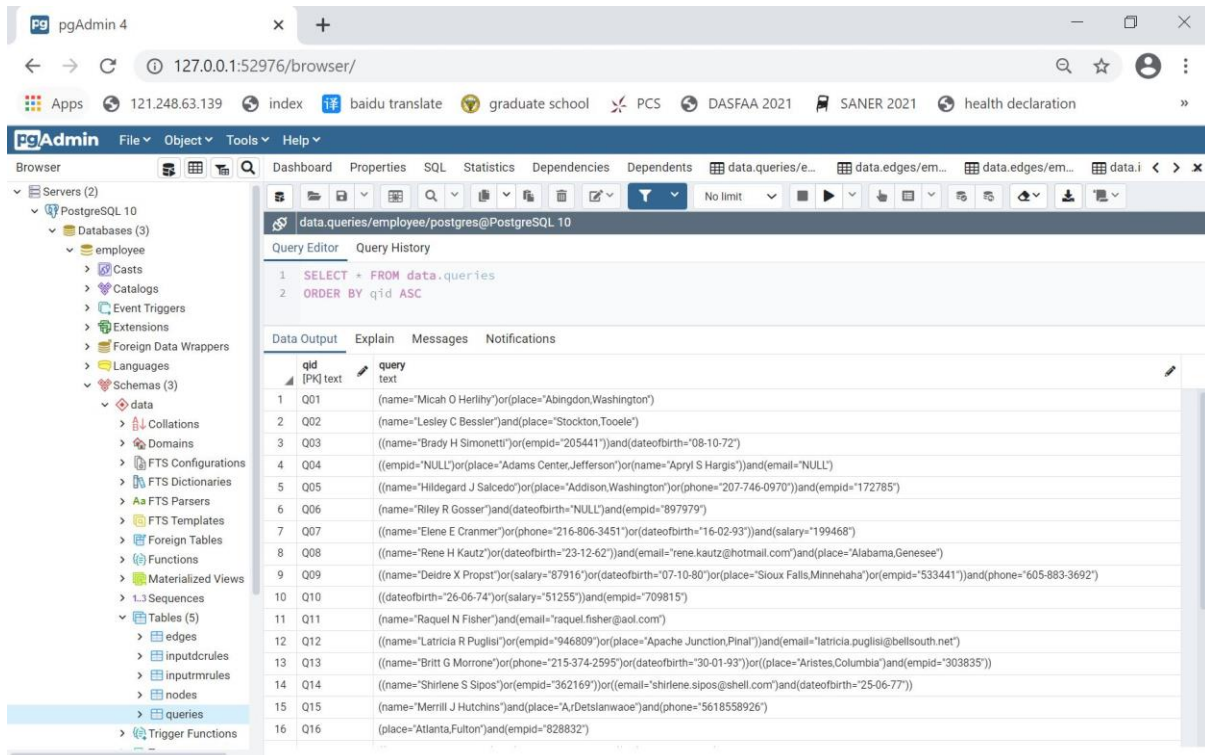 pgAdmin 4
127.0.0.1:52976/browser/
Apps 121.248.63.139 index 译 baidu translate graduate school PCS DASFAA 2021 SANER 2021 health declaration »
pgAdmin File Object Tools Help
Browser Dashboard Properties SQL Statistics Dependencies Dependents data.queries/e... data.edges/em... data.edges/em... data.i
Servers (2)
PostgreSQL 10
Databases (3)
employee
Casts
Catalogs
Event Triggers
Extensions
Foreign Data Wrappers
Languages
Schemas (3)
data
Collations
Domains
FTS Configurations
FTS Dictionaries
FTS Parsers
FTS Templates
Foreign Tables
Functions
Materialized Views
1..3 Sequences
Tables (5)
edges
inputdcrules
inputrmrules
nodes
queries
Trigger Functions
No limit
data.queries/employee/postgres@PostgreSQL 10
Query Editor Query History
1 SELECT * FROM data.queries
2 ORDER BY qid ASC
Data Output Explain Messages Notifications
qid query
[PK] text text
1 Q01 (name="Micah O Herlihy")or(place="Abingdon,Washington")
2 Q02 (name="Lesley C Bessler")and(place="Stockton,Tooele")
3 Q03 ((name="Brady H Simonetti")or(empid="205441"))and(dateofbirth="08-10-72")
4 Q04 ((empid="NULL")or(place="Adams Center,Jefferson")or(name="Apryl S Hargis"))and(email="NULL")
5 Q05 ((name="Hildegard J Salcedo")or(place="Addison,Washington")or(phone="207-746-0970"))and(empid="172785")
6 Q06 (name="Riley R Gosser")and(dateofbirth="NULL")and(empid="897979")
7 Q07 ((name="Elene E Cranmer")or(phone="216-806-3451")or(dateofbirth="16-02-93"))and(salary="199468")
8 Q08 ((name="Rene H Kautz")or(dateofbirth="23-12-62"))and(email="rene.kautz@hotmail.com")and(place="Alabama,Genesee")
9 Q09 ((name="Deidre X Propst")or(salary="87916")or(dateofbirth="07-10-80")or(place="Sioux Falls,Minnehaha")or(empid="533441"))and(phone="605-883-3692")
10 Q10 ((dateofbirth="26-06-74")or(salary="51255"))and(empid="709815")
11 Q11 (name="Raquel N Fisher")and(email="raquel.fisher@aol.com")
12 Q12 ((name="Latricia R Puglisi")or(empid="946809")or(place="Apache Junction,Pinal"))and(email="latricia.puglisi@bellsouth.net")
13 Q13 ((name="Britt G Morrone")or(phone="215-374-2595")or(dateofbirth="30-01-93"))or((place="Aristes,Columbia")and(empid="303835"))
14 Q14 ((name="Shirlene S Sipos")or(empid="362169"))or((email="shirlene.sipos@shell.com")and(dateofbirth="25-06-77"))
15 Q15 (name="Merrill J Hutchins")and(place="A,rDetslanwaoe")and(phone="5618558926")
16 Q16 (place="Atlanta,Fulton")and(empid="828832")